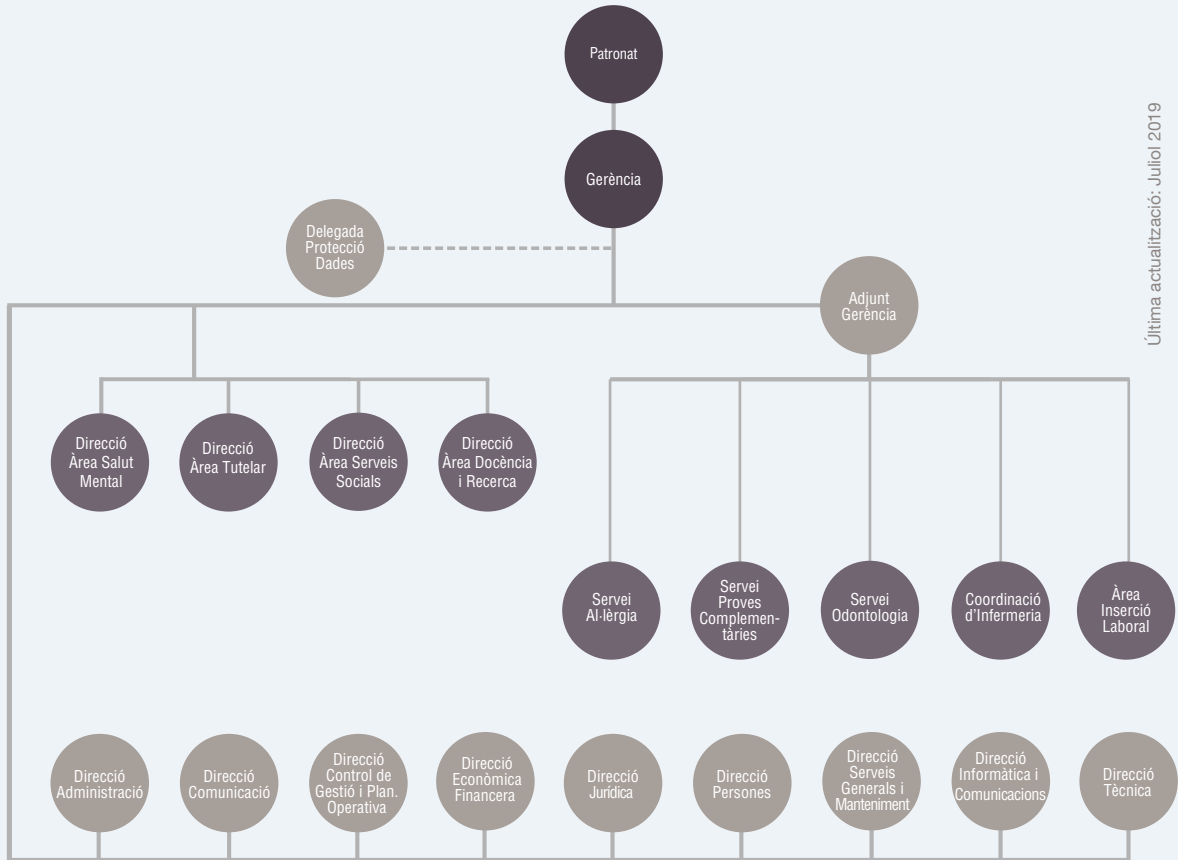 Patronat
Gerència
Delegada
Protecció
Dades
Adjunt
Gerència
Última actualització: Juliol 2019
Direcció
Àrea Salut
Mental
Direcció
Àrea Tutelar
Direcció
Àrea Serveis
Socials
Direcció
Àrea Docència
i Recerca
Servei
Al·lèrgia
Servei
Proves
Complemen-
tàries
Servei
Odontologia
Coordinació
d'Infermeria
Àrea
Inserció
Laboral
Direcció
Administració
Direcció
Comunicació
Direcció
Control de
Gestió i Plan.
Operativa
Direcció
Econòmica
Financera
Direcció
Jurídica
Direcció
Persones
Direcció
Serveis
Generals i
Manteniment
Direcció
Informàtica i
Comunicacions
Direcció
Tècnica